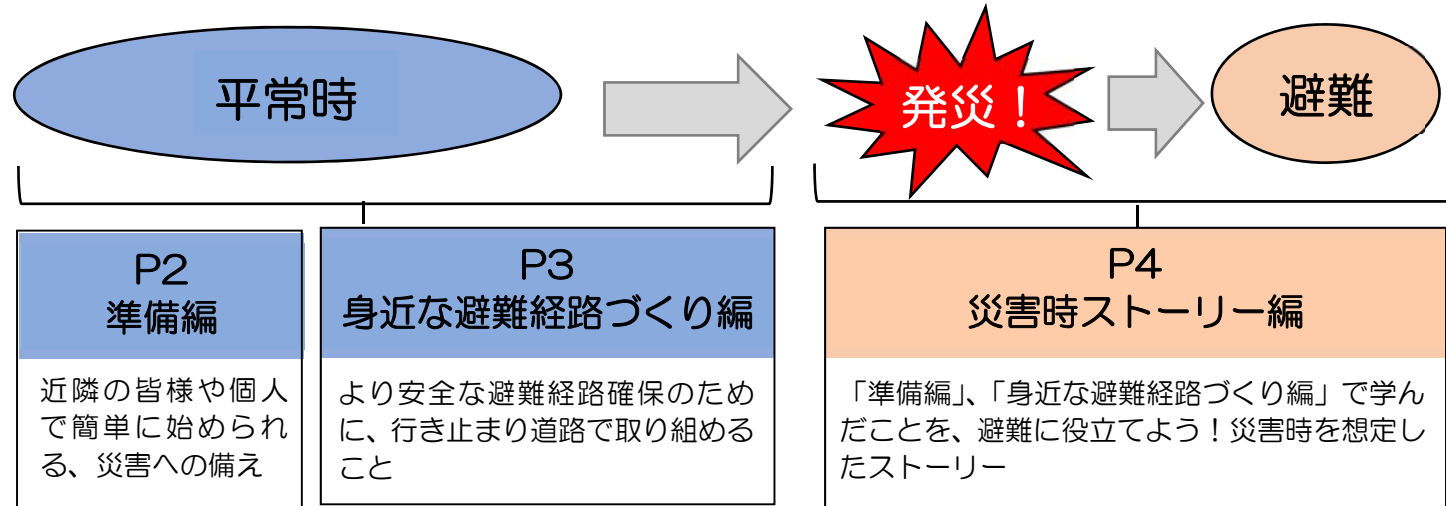 平常時
発災！
避難
P2
準備編
近隣の皆様や個人
で簡単に始められ
る、災害への備え
P3
身近な避難経路づくり編
より安全な避難経路確保のため
に、行き止まり道路で取り組める
こと
P4
災害時ストーリー編
「準備編」、「身近な避難経路づくり編」で学ん
だことを、避難に役立てよう！災害時を想定し
たストーリー